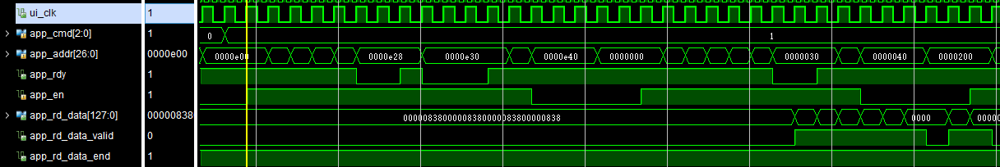 ui_clk 1
app_cmd[2:0] 1 0 1
app_addr[26:0] 0000e00 0000e00 0000e28 0000e30 0000e40 0000000 0000030 0000040 0000200
app_rdy 1
app_en 1
app_rd_data[127:0] 00000838 00000838000008380000083800000838 0000 00000
app_rd_data_valid 0
app_rd_data_end 1